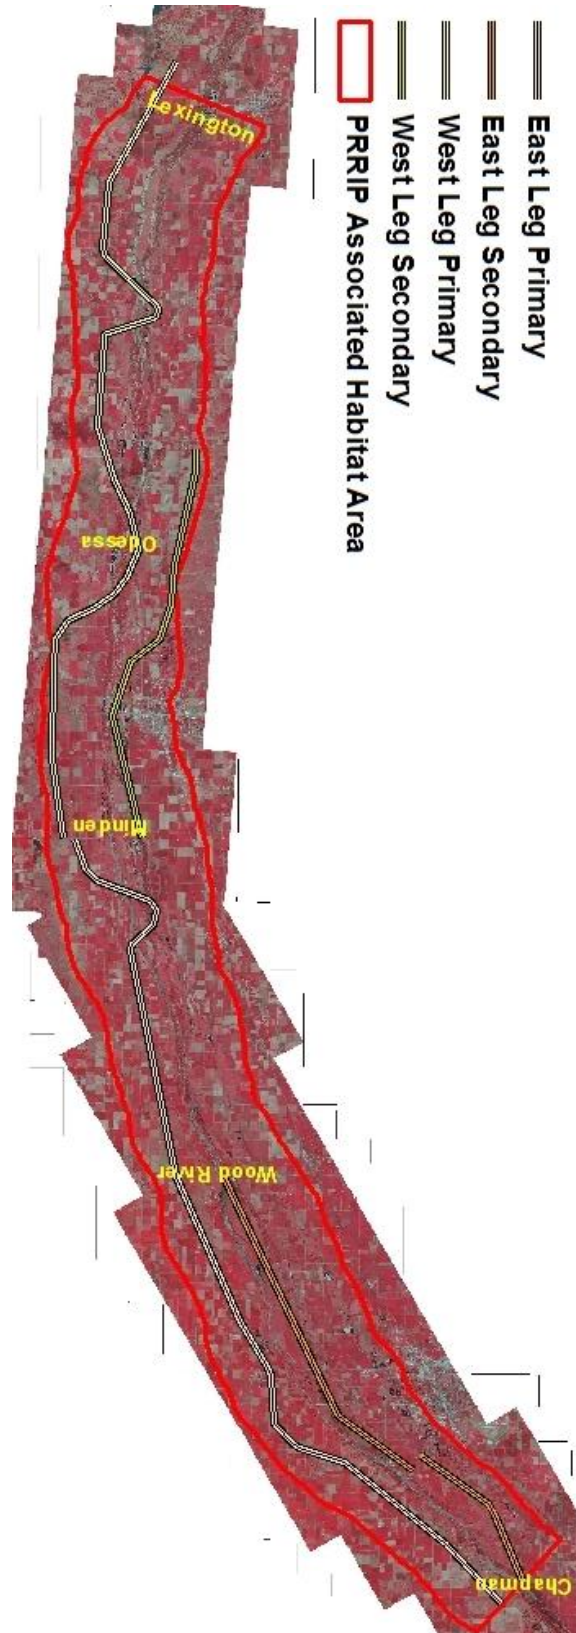 East Leg Primary
East Leg Secondary
West Leg Primary
West Leg Secondary
PRRIP Associated Habitat Area
Lexington
Odessa
Minden
Wood River
Chapman